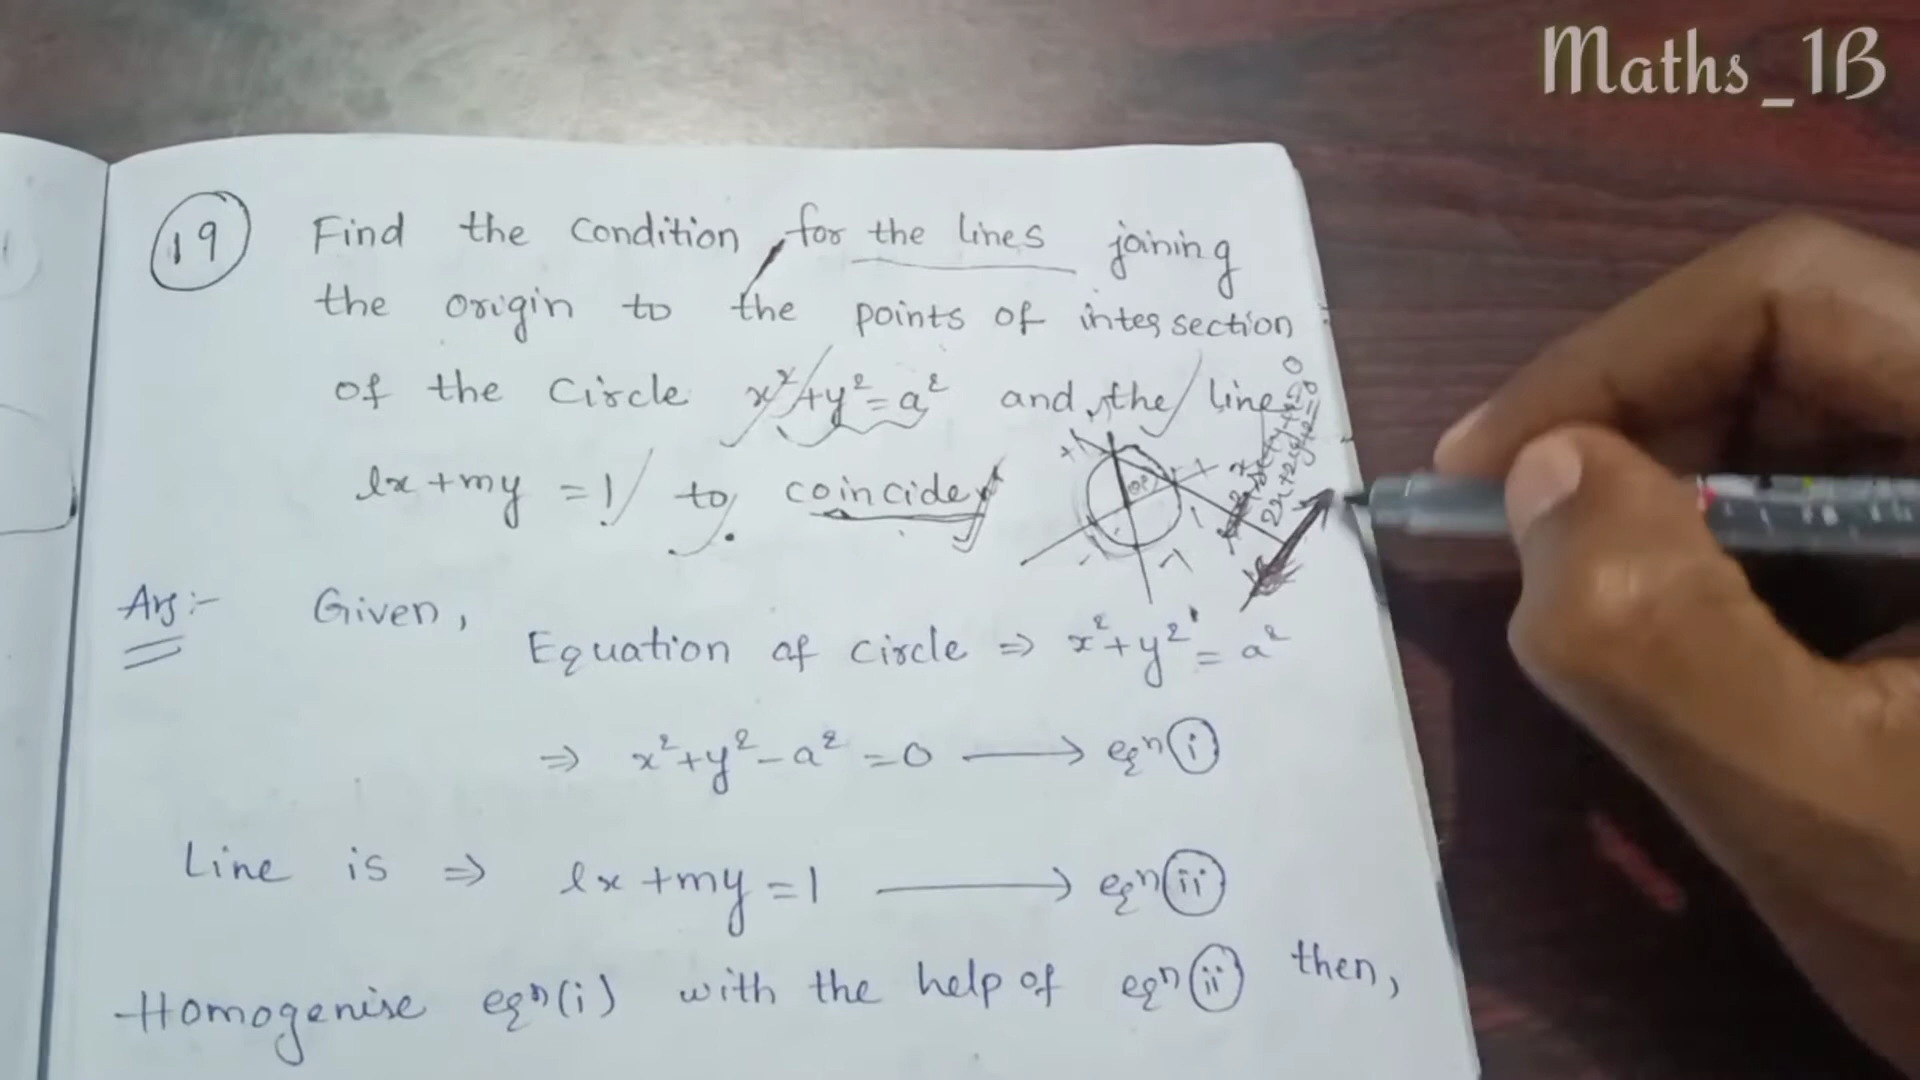 Maths_1B
19 Find the condition for the lines joining
the origin to the points of intersection
of the circle x²+y²=a² and the line
lx+my=1 to coincide
Ans:- Given,
Equation of circle ⇒ x²+y²=a²
⇒ x²+y²-a²=0 ⟶ eqⁿ(i)
Line is ⇒ lx+my=1 ⟶ eqⁿ(ii)
Homogenise eqⁿ(i) with the help of eqⁿ(ii) then,